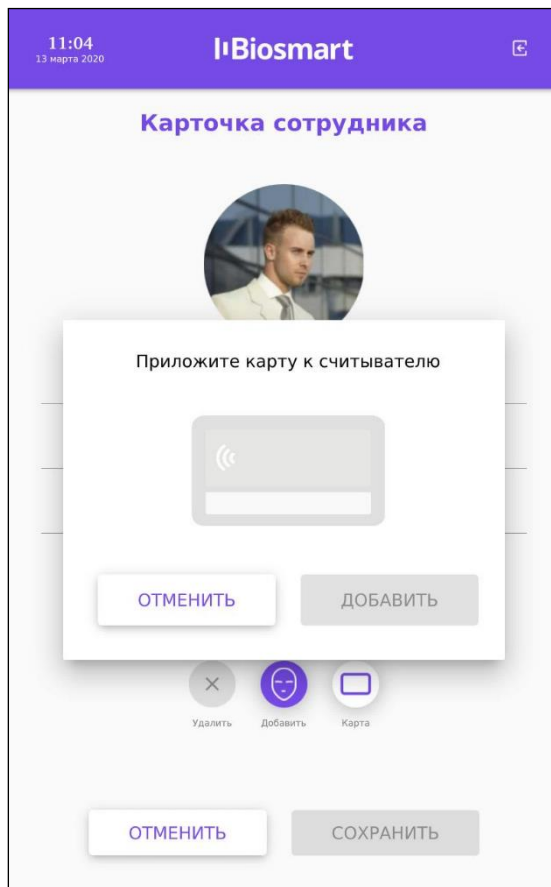 11:04
13 марта 2020
Biosmart
Карточка сотрудника
Приложите карту к считывателю
ОТМЕНИТЬ
ДОБАВИТЬ
Удалить
Добавить
Карта
ОТМЕНИТЬ
СОХРАНИТЬ